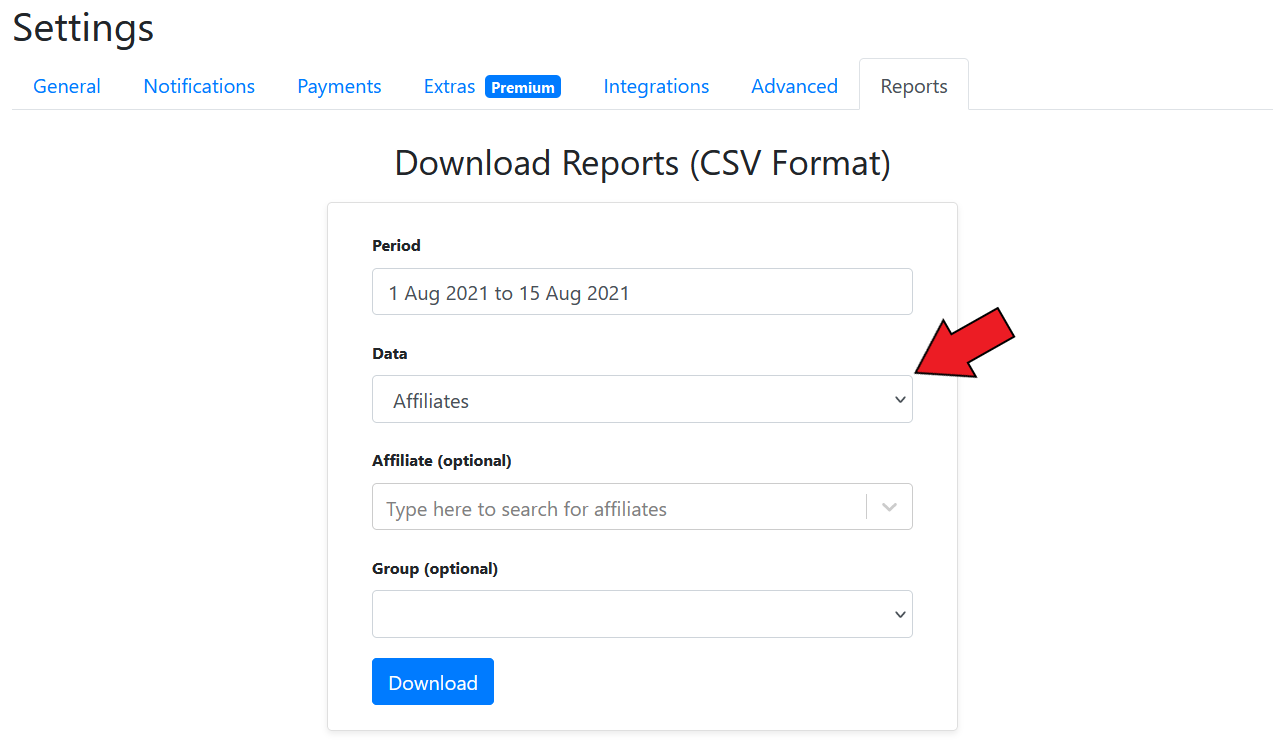 Settings
General Notifications Payments Extras Premium Integrations Advanced Reports
Download Reports (CSV Format)
Period
1 Aug 2021 to 15 Aug 2021
Data
Affiliates
Affiliate (optional)
Type here to search for affiliates
Group (optional)
Download